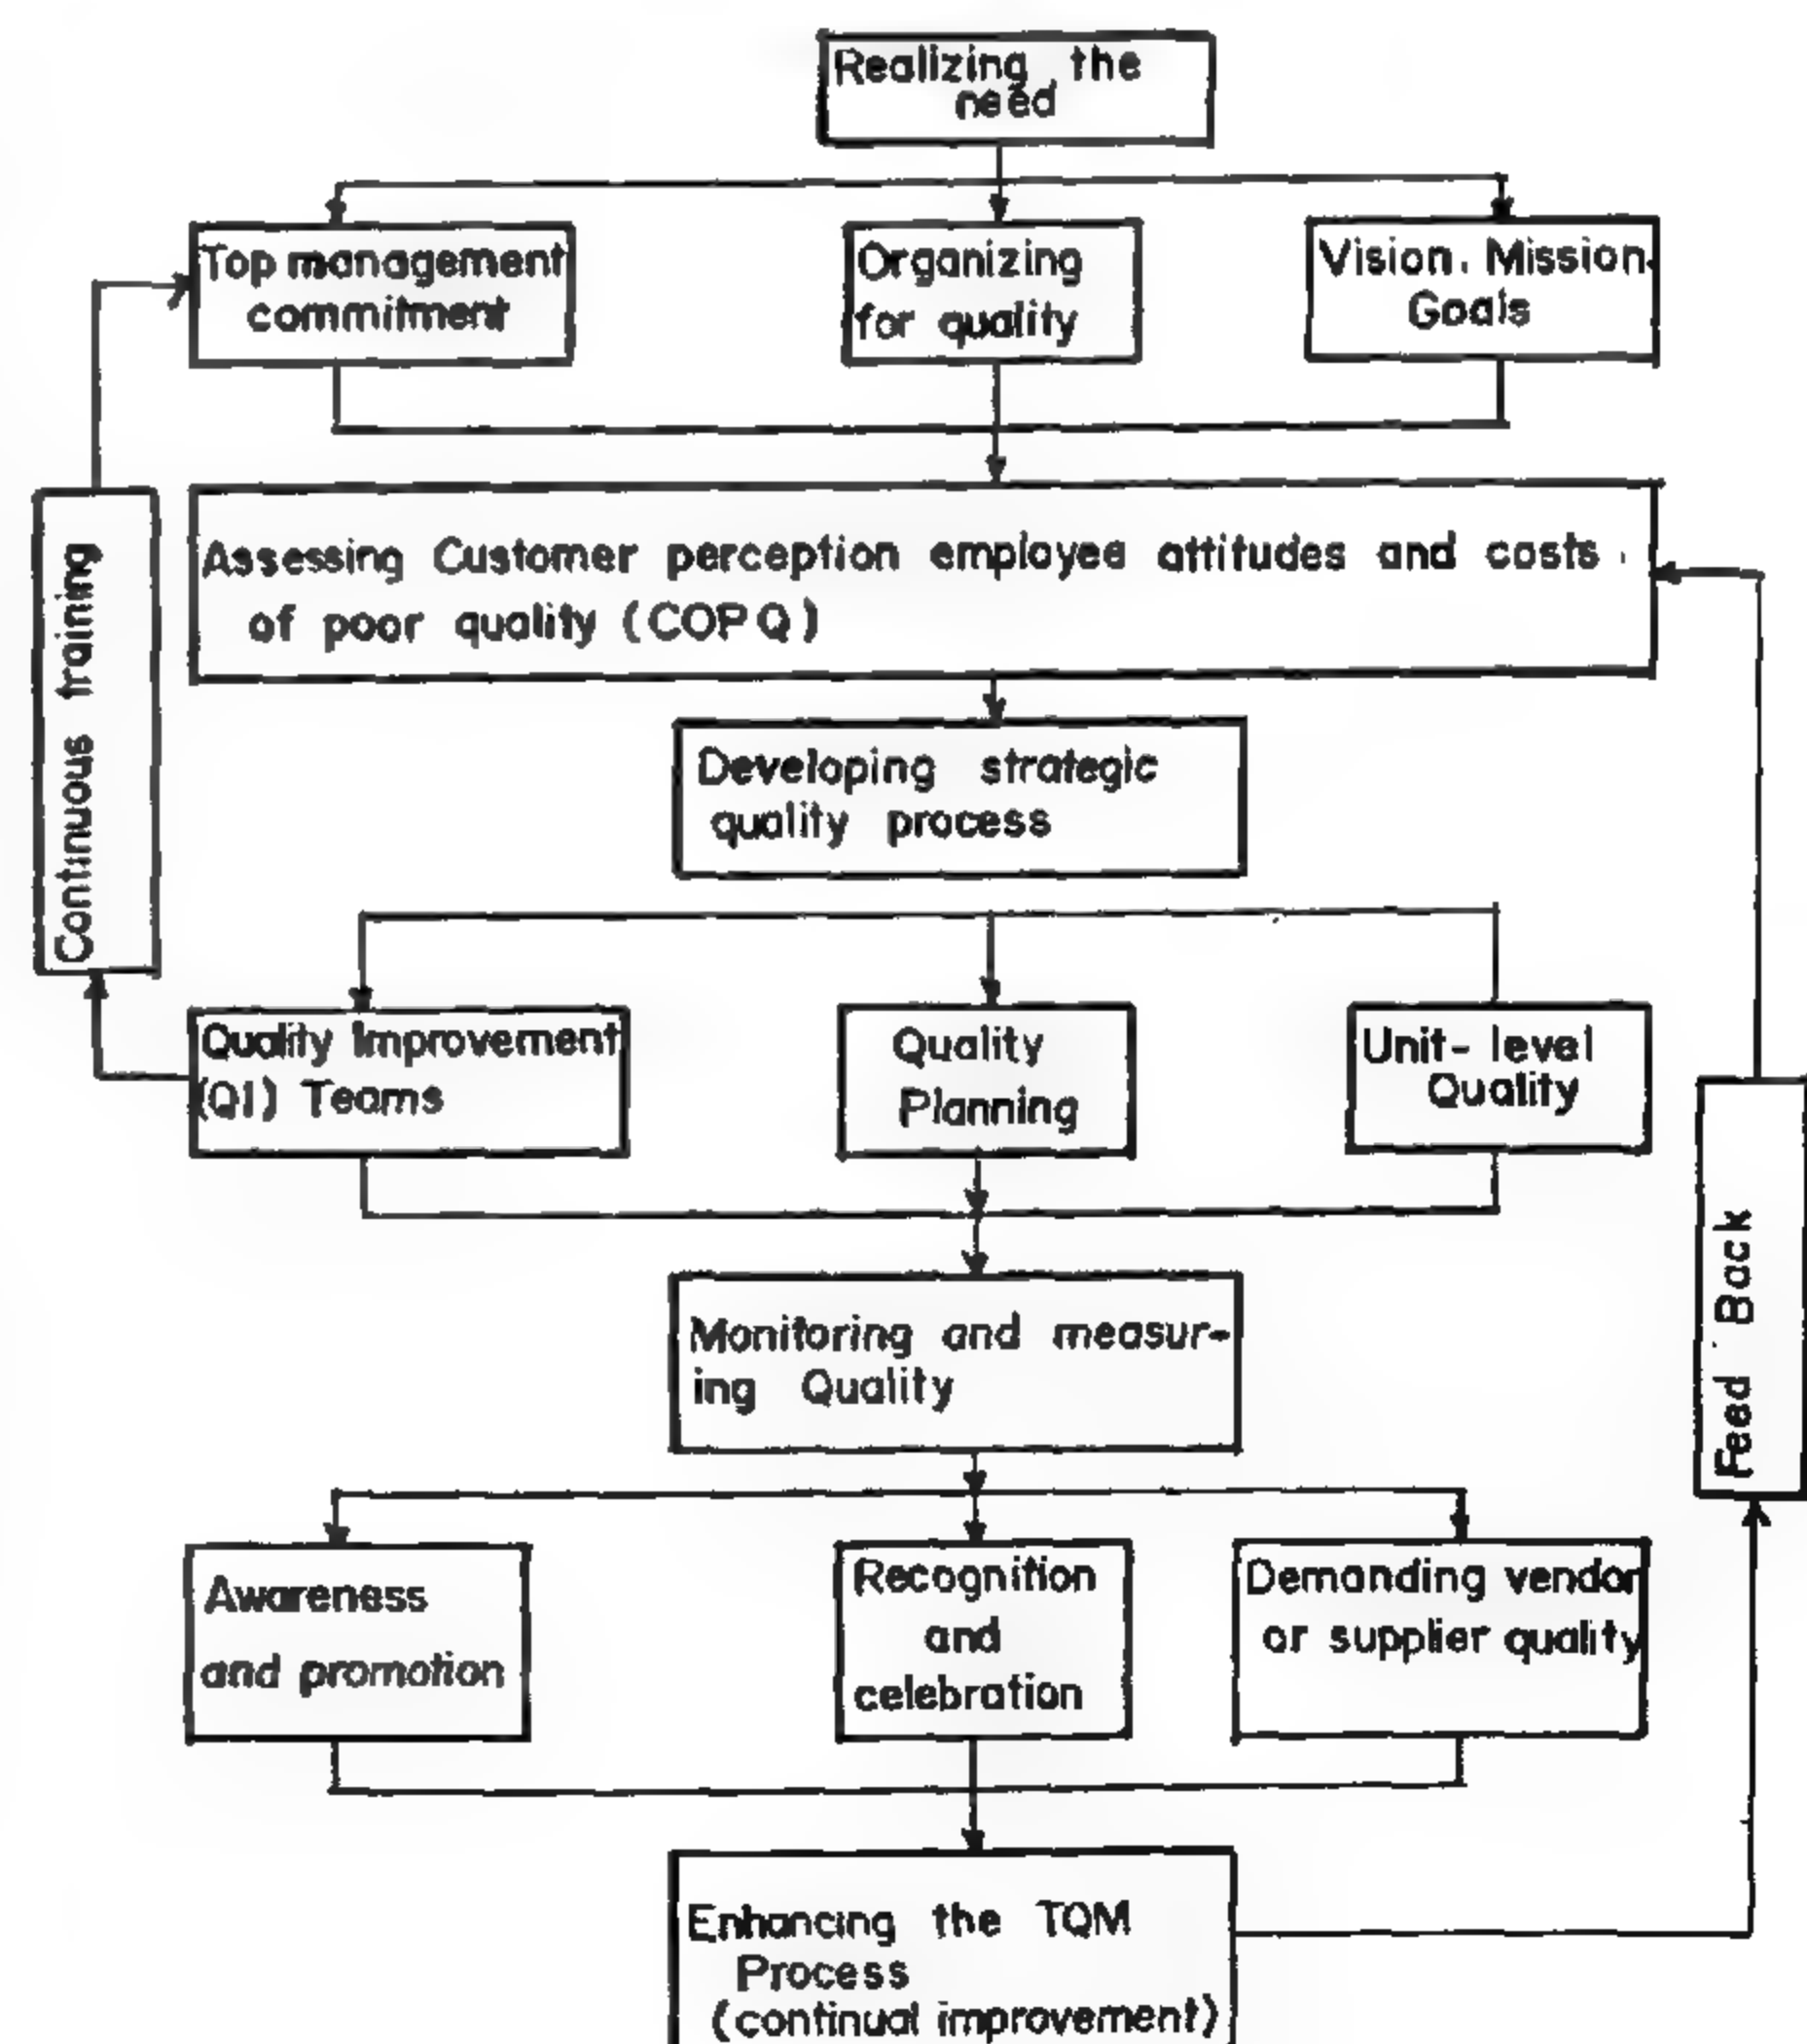 Realizing the
need
Top management
commitment
Organizing
for quality
Vision. Mission.
Goals
Continuous training
Assessing Customer perception employee attitudes and costs.
of poor quality (COPQ)
Developing strategic
quality process
Quality Improvement
(QI) Teams
Quality
Planning
Unit-level
Quality
Feed Back
Monitoring and measur-
ing Quality
Awareness
and promotion
Recognition
and
celebration
Demanding vendor
or supplier quality
Enhancing the TQM
Process
(continual improvement)